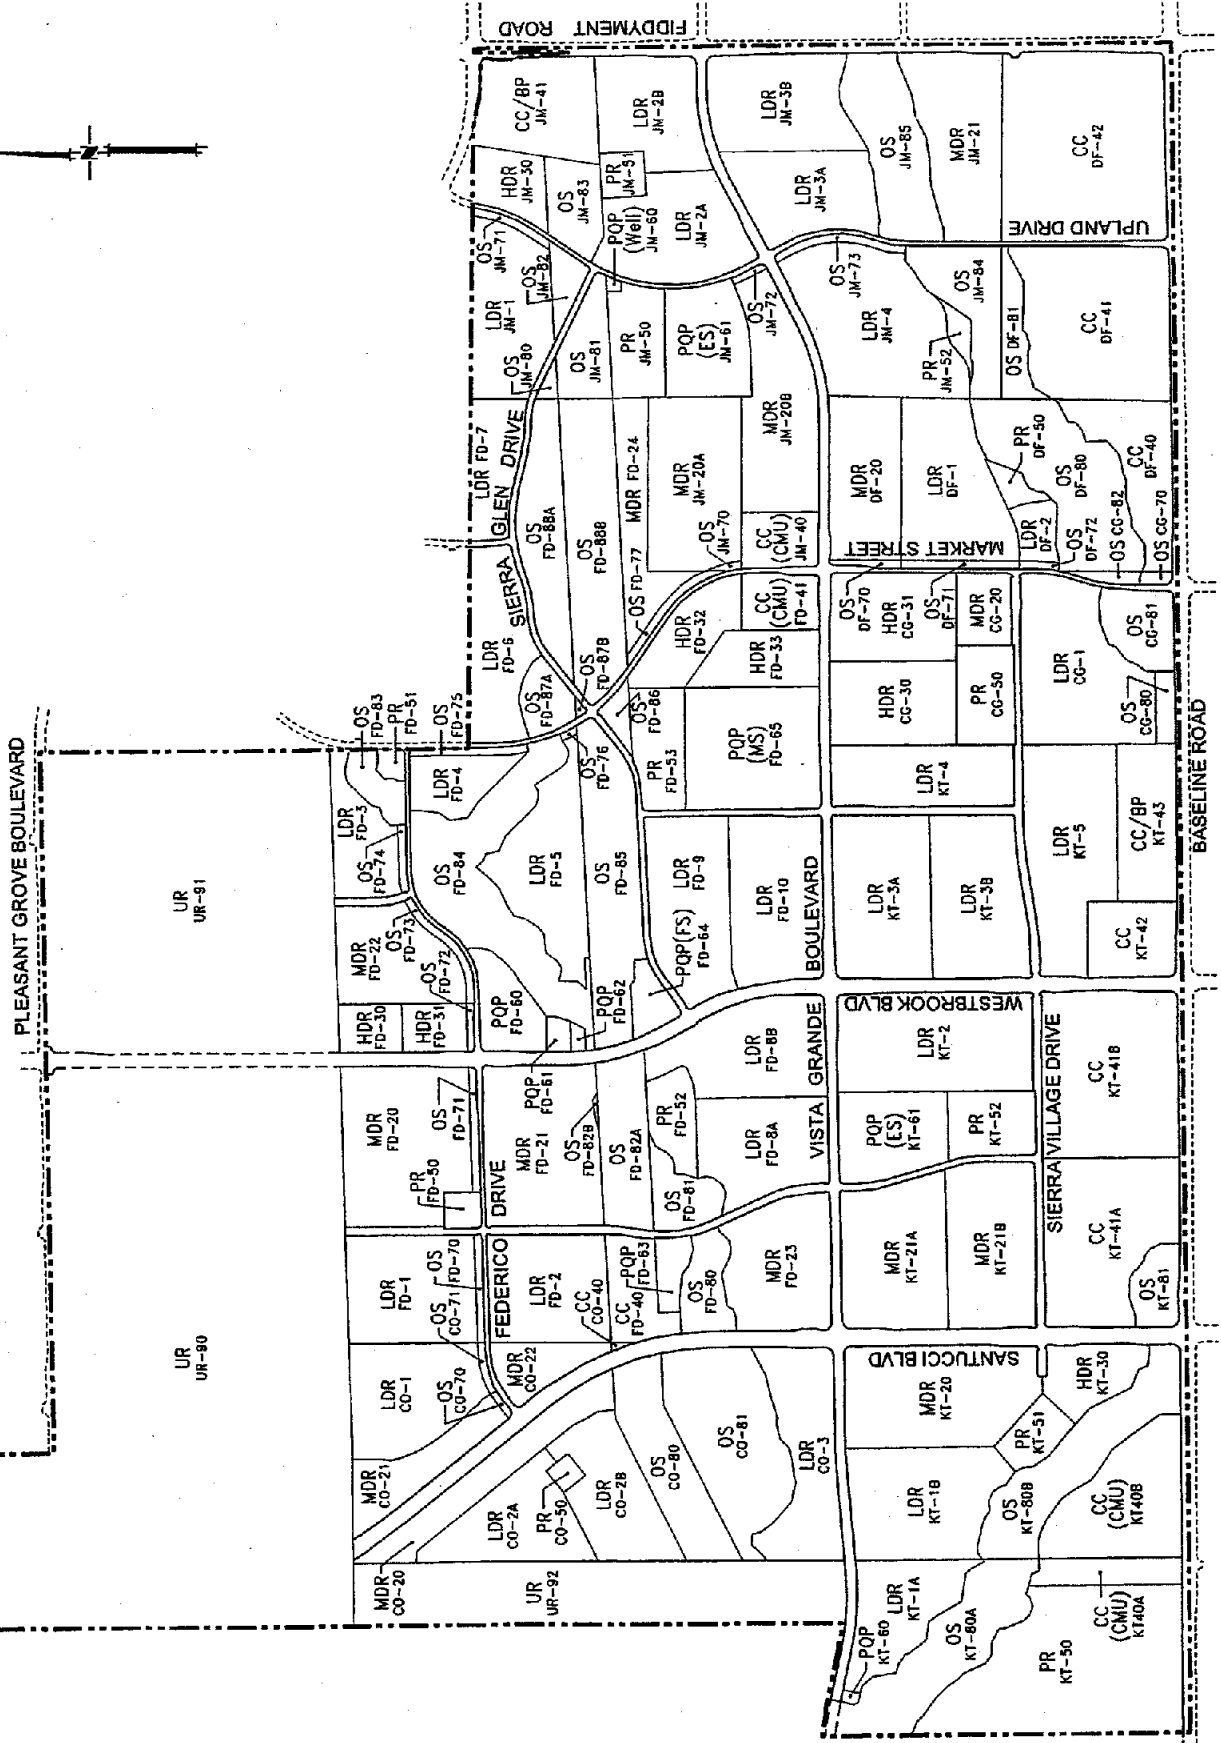 FIDDYMENT ROAD
PLEASANT GROVE BOULEVARD
BASELINE ROAD
UPLAND DRIVE
MARKET STREET
SIERRA GLEN DRIVE
WESTBROOK BLVD
VISTA GRANDE BOULEVARD
SIERRA VILLAGE DRIVE
FEDERICO DRIVE
SANTUCCI BLVD
N
CC/BP
JM-41
LDR
JM-2B
LDR
JM-3B
OS
JM-85
MDR
JM-21
CC
DF-42
HDR
JM-30
OS
JM-83
PR
JM-51
PQP
(Well)
JM-60
LDR
JM-2A
LDR
JM-3A
OS
JM-71
OS
JM-82
LDR
JM-1
OS
JM-80
OS
JM-81
PR
JM-50
PQP
(ES)
JM-61
OS
JM-72
OS
JM-73
LDR
JM-4
OS
JM-84
PR
JM-52
OS DF-81
CC
DF-41
LDR FD-7
OS
FD-88A
OS
FD-88B
MDR FD-24
MDR
JM-20A
MDR
JM-20B
MDR
DF-20
LDR
DF-1
PR
DF-50
OS
DF-80
CC
DF-40
LDR
DF-2
OS
DF-72
OS CG-82
OS CG-70
OS
JM-70
CC
(CMU)
JM-40
OS FD-77
HDR
FD-32
CC
(CMU)
FD-41
HDR
FD-33
OS
DF-70
HDR
CG-31
OS
DF-71
MDR
CG-20
OS
CG-81
LDR
CG-1
OS
CG-80
HDR
CG-30
PR
CG-50
LDR
FD-6
OS
FD-87A
OS
FD-87B
OS
FD-86
PR
FD-53
PQP
(MS)
FD-65
OS
FD-76
LDR
KT-4
OS
FD-83
PR
FD-51
OS
FD-75
LDR
FD-4
LDR
FD-3
OS
FD-74
OS
FD-84
LDR
FD-5
OS
FD-85
LDR
FD-9
LDR
FD-10
LDR
KT-3A
LDR
KT-3B
LDR
KT-5
CC/BP
KT-43
CC
KT-42
UR
UR-91
MDR
FD-22
OS
FD-73
OS
FD-72
HDR
FD-30
HDR
FD-31
PQP
FD-60
PQP
FD-61
PQP
FD-62
PQP(FS)
FD-64
LDR
FD-8B
LDR
KT-2
CC
KT-41B
MDR
FD-20
OS
FD-71
PR
FD-50
MDR
FD-21
OS
FD-82B
OS
FD-82A
PR
FD-52
OS
FD-81
LDR
FD-8A
PQP
(ES)
KT-61
PR
KT-52
LDR
FD-1
OS
FD-70
OS
CO-71
LDR
FD-2
CC
CO-40
CC
FD-40
PQP
FD-63
OS
FD-80
MDR
FD-23
MDR
KT-21A
MDR
KT-21B
CC
KT-41A
OS
KT-81
UR
UR-90
LDR
CO-1
OS
CO-70
MDR
CO-22
MDR
CO-21
LDR
CO-2A
PR
CO-50
LDR
CO-2B
OS
CO-80
OS
CO-81
LDR
CO-3
MDR
KT-20
PR
KT-51
HDR
KT-30
LDR
KT-1B
OS
KT-80B
CC
(CMU)
KT40B
MDR
CO-20
UR
UR-92
LDR
KT-1A
PQP
KT-60
OS
KT-80A
PR
KT-50
CC
(CMU)
KT40A